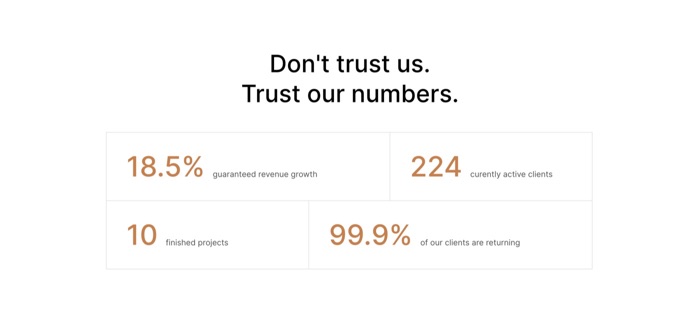 Don't trust us.
Trust our numbers.
18.5% guaranteed revenue growth
224 curently active clients
10 finished projects
99.9% of our clients are returning